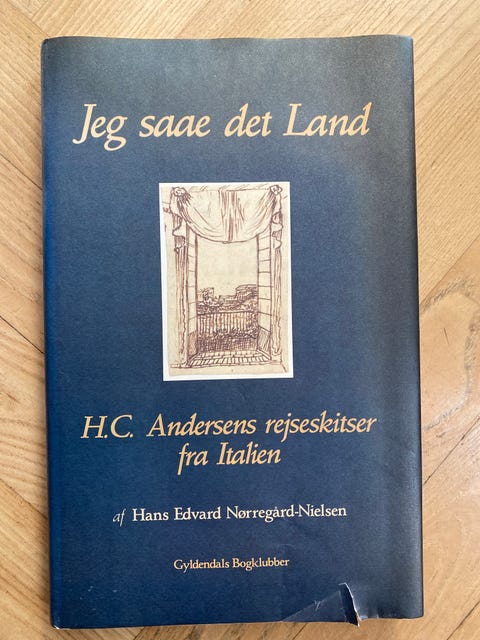 Jeg saae det Land
H.C. Andersens rejseskitser
fra Italien
af Hans Edvard Nørregård-Nielsen
Gyldendals Bogklubber